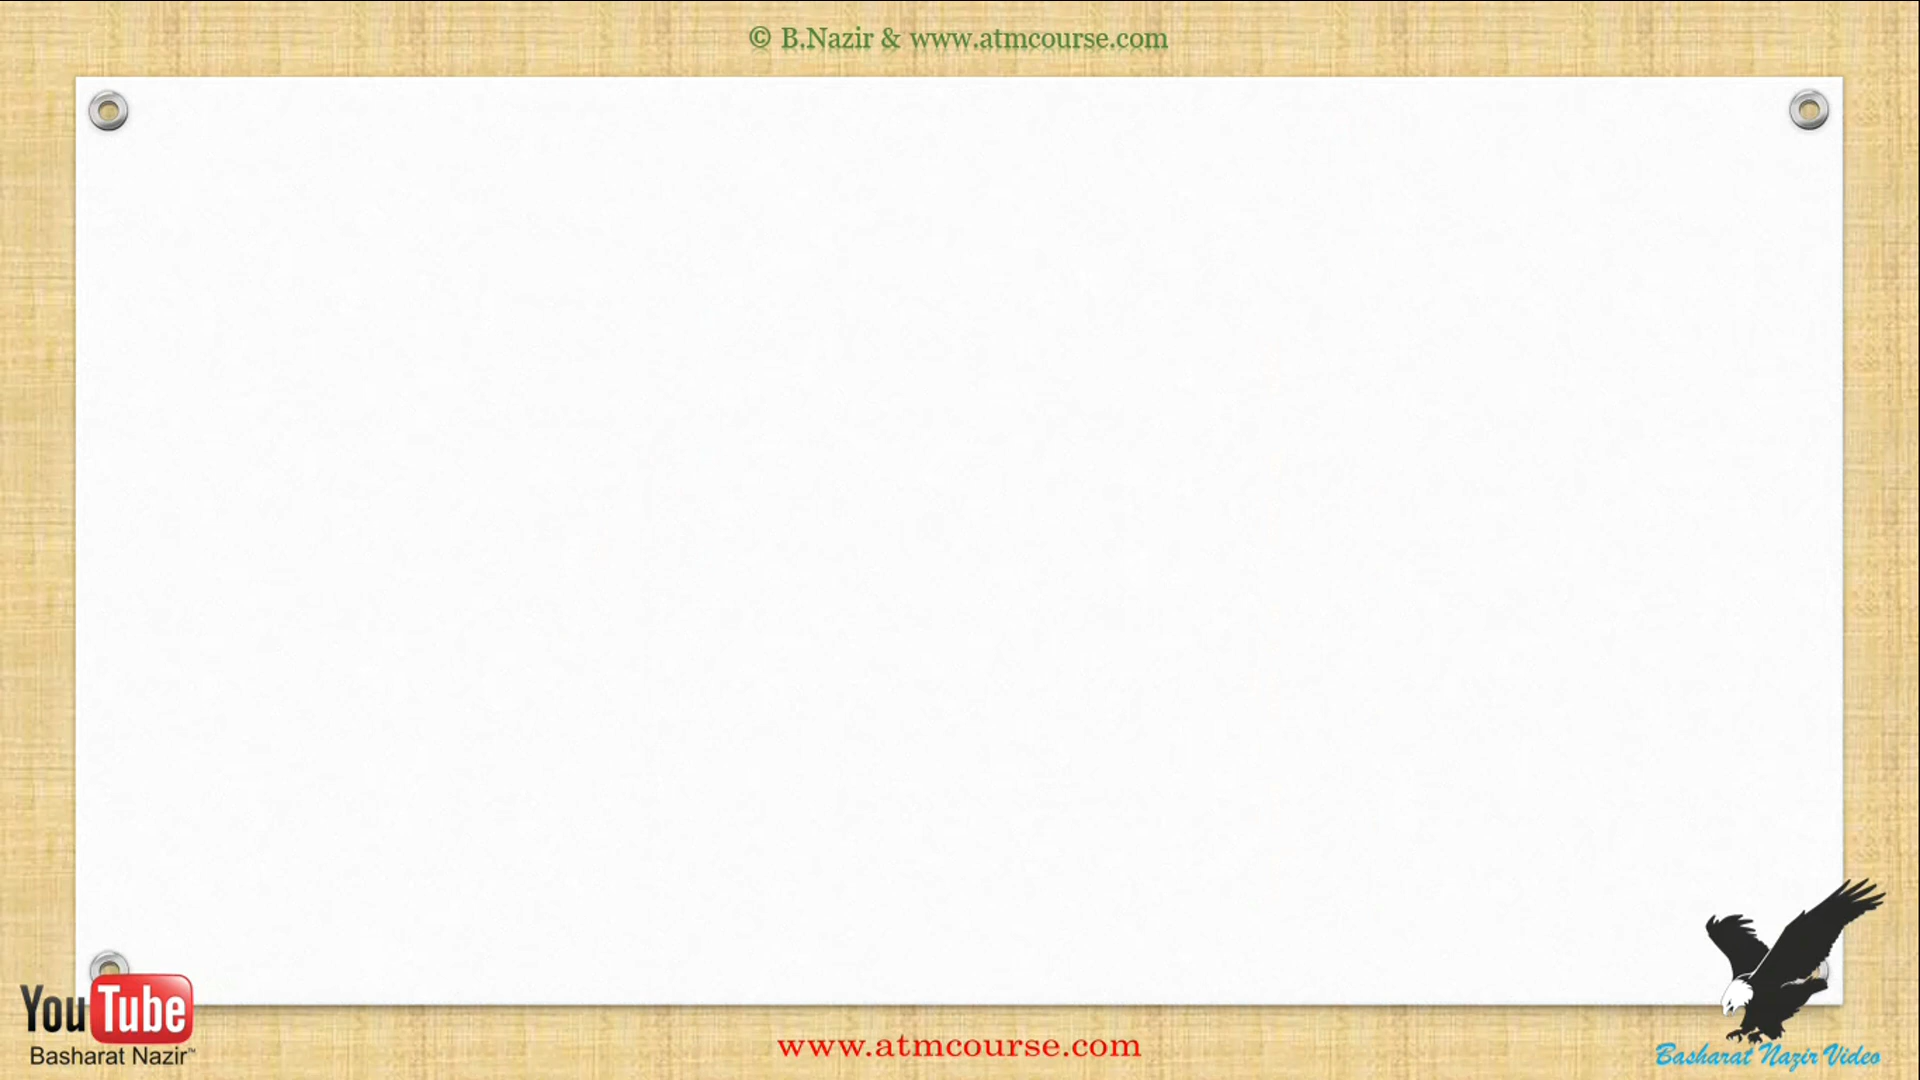 © B.Nazir & www.atmcourse.com
YouTube
Basharat Nazir™
www.atmcourse.com
Basharat Nazir Video